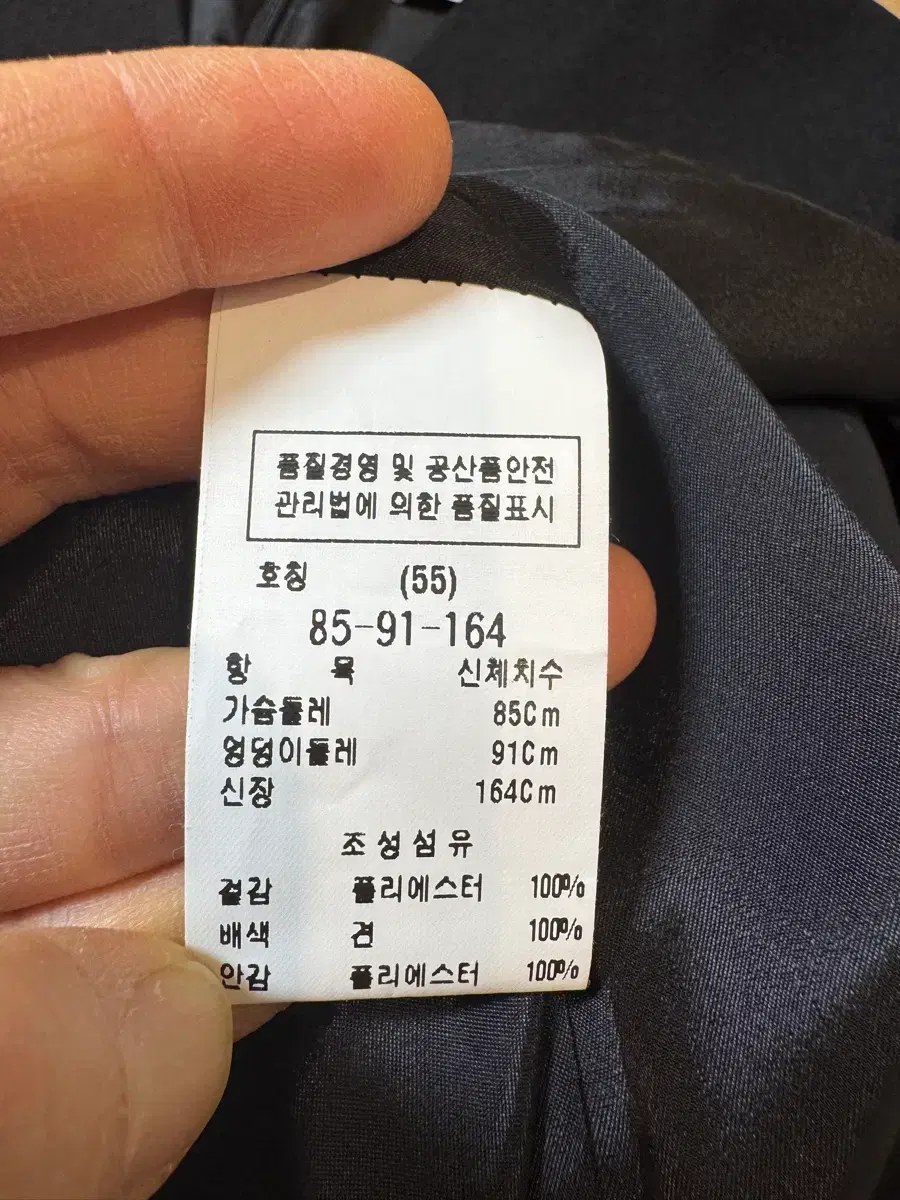 품질경영 및 공산품안전
관리법에 의한 품질표시
호칭 (55)
85-91-164
항 목 신체치수
가슴둘레 85Cm
엉덩이둘레 91Cm
신장 164Cm
조성섬유
겉감 폴리에스터 100%
배색 견 100%
안감 폴리에스터 100%